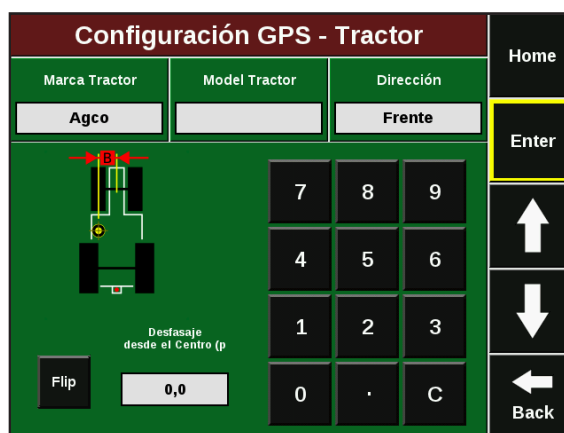 Configuración GPS - Tractor
Marca Tractor
Model Tractor
Dirección
Agco
Frente
B
Desfasaje
desde el Centro (p
Flip
0,0
7 8 9
4 5 6
1 2 3
0 . C
Home
Enter
Back